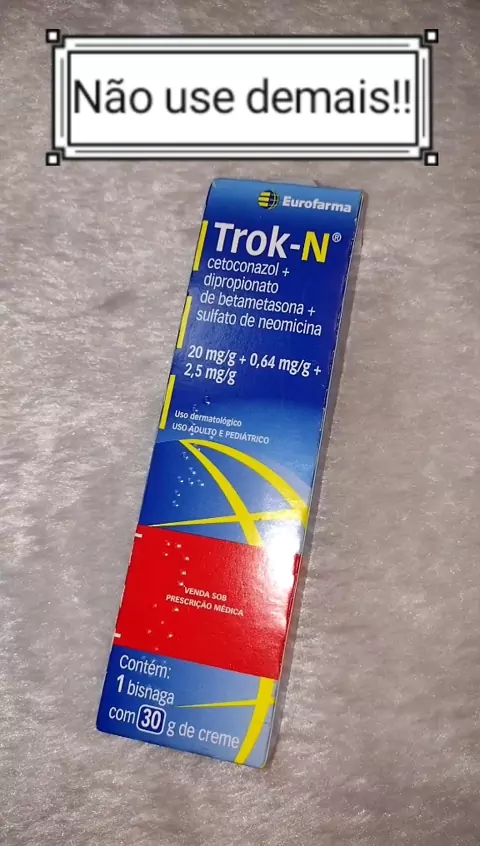 Não use demais!!
Eurofarma
Trok-N®
cetoconazol +
dipropionato
de betametasona +
sulfato de neomicina
20 mg/g + 0,64 mg/g +
2,5 mg/g
Uso dermatológico
USO ADULTO E PEDIÁTRICO
VENDA SOB
PRESCRIÇÃO MÉDICA
Contém:
1 bisnaga
com 30 g de creme